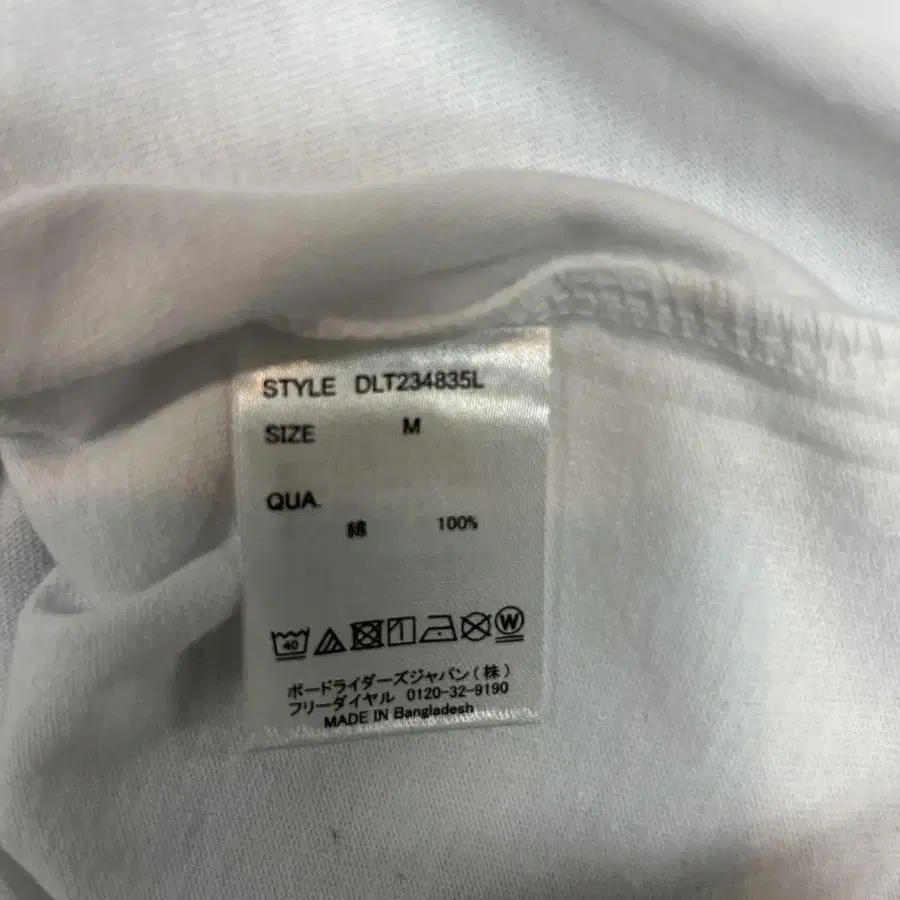 STYLE DLT234835L
SIZE M
QUA.
綿 100%
40 W
ボードライダーズジャパン(株)
フリーダイヤル 0120-32-9190
MADE IN Bangladesh